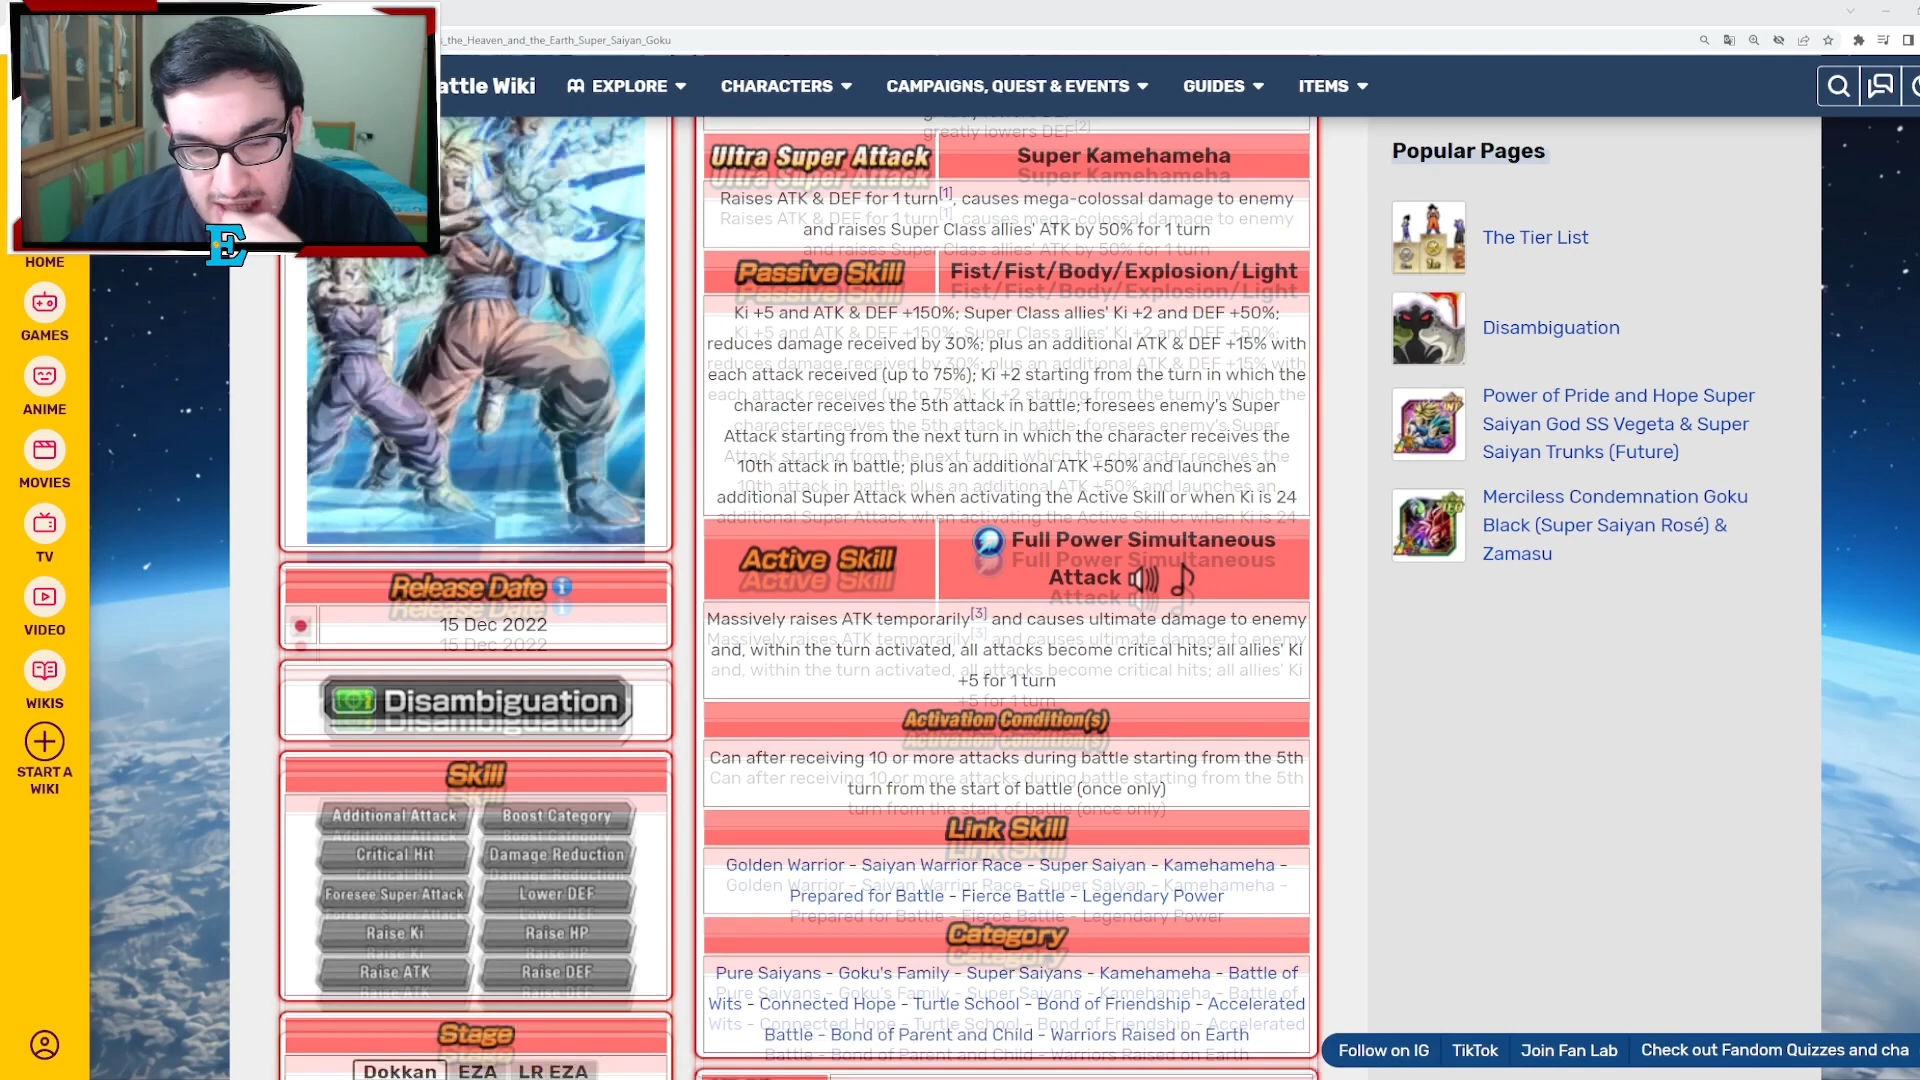 _the_Heaven_and_the_Earth_Super_Saiyan_Goku
attle Wiki
EXPLORE
CHARACTERS
CAMPAIGNS, QUEST & EVENTS
GUIDES
ITEMS
E
HOME
GAMES
ANIME
MOVIES
TV
VIDEO
WIKIS
START A
WIKI
Release Date
15 Dec 2022
Disambiguation
Skill
Additional Attack
Boost Category
Critical Hit
Damage Reduction
Foresee Super Attack
Lower DEF
Raise Ki
Raise HP
Raise ATK
Raise DEF
Stage
Dokkan EZA LR EZA
greatly lowers DEF[2]
Ultra Super Attack
Super Kamehameha
Raises ATK & DEF for 1 turn[1], causes mega-colossal damage to enemy
and raises Super Class allies' ATK by 50% for 1 turn
Passive Skill
Fist/Fist/Body/Explosion/Light
Ki +5 and ATK & DEF +150%; Super Class allies' Ki +2 and DEF +50%;
reduces damage received by 30%; plus an additional ATK & DEF +15% with
each attack received (up to 75%); Ki +2 starting from the turn in which the
character receives the 5th attack in battle; foresees enemy's Super
Attack starting from the next turn in which the character receives the
10th attack in battle; plus an additional ATK +50% and launches an
additional Super Attack when activating the Active Skill or when Ki is 24
Active Skill
Full Power Simultaneous
Attack
Massively raises ATK temporarily[3] and causes ultimate damage to enemy
and, within the turn activated, all attacks become critical hits; all allies' Ki
+5 for 1 turn
Activation Condition(s)
Can after receiving 10 or more attacks during battle starting from the 5th
turn from the start of battle (once only)
Link Skill
Golden Warrior - Saiyan Warrior Race - Super Saiyan - Kamehameha -
Prepared for Battle - Fierce Battle - Legendary Power
Category
Pure Saiyans - Goku's Family - Super Saiyans - Kamehameha - Battle of
Wits - Connected Hope - Turtle School - Bond of Friendship - Accelerated
Battle - Bond of Parent and Child - Warriors Raised on Earth
Popular Pages
The Tier List
Disambiguation
Power of Pride and Hope Super
Saiyan God SS Vegeta & Super
Saiyan Trunks (Future)
Merciless Condemnation Goku
Black (Super Saiyan Rosé) &
Zamasu
Follow on IG
TikTok
Join Fan Lab
Check out Fandom Quizzes and cha